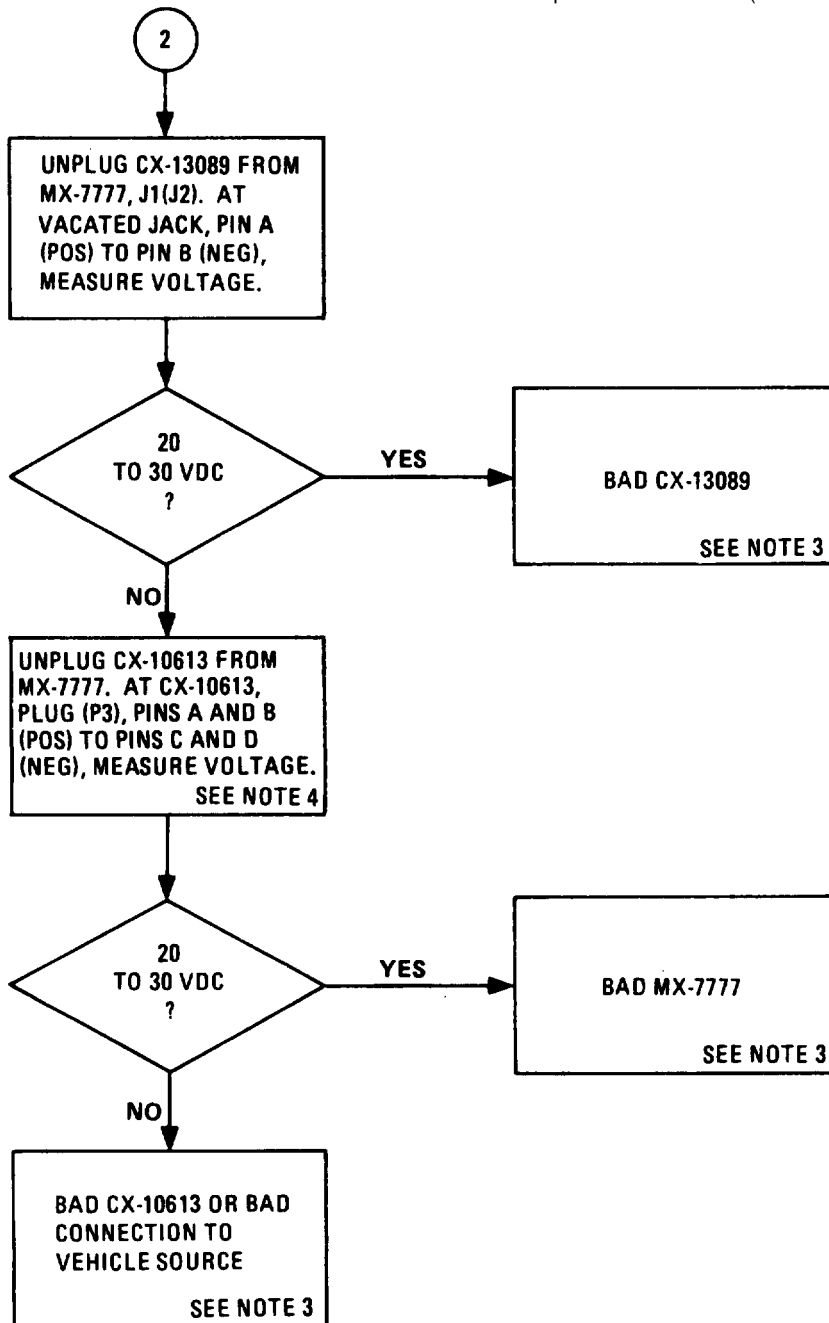 2
UNPLUG CX-13089 FROM
MX-7777, J1(J2). AT
VACATED JACK, PIN A
(POS) TO PIN B (NEG),
MEASURE VOLTAGE.
20
TO 30 VDC
?
YES
BAD CX-13089
SEE NOTE 3
NO
UNPLUG CX-10613 FROM
MX-7777. AT CX-10613,
PLUG (P3), PINS A AND B
(POS) TO PINS C AND D
(NEG), MEASURE VOLTAGE.
SEE NOTE 4
20
TO 30 VDC
?
YES
BAD MX-7777
SEE NOTE 3
NO
BAD CX-10613 OR BAD
CONNECTION TO
VEHICLE SOURCE
SEE NOTE 3